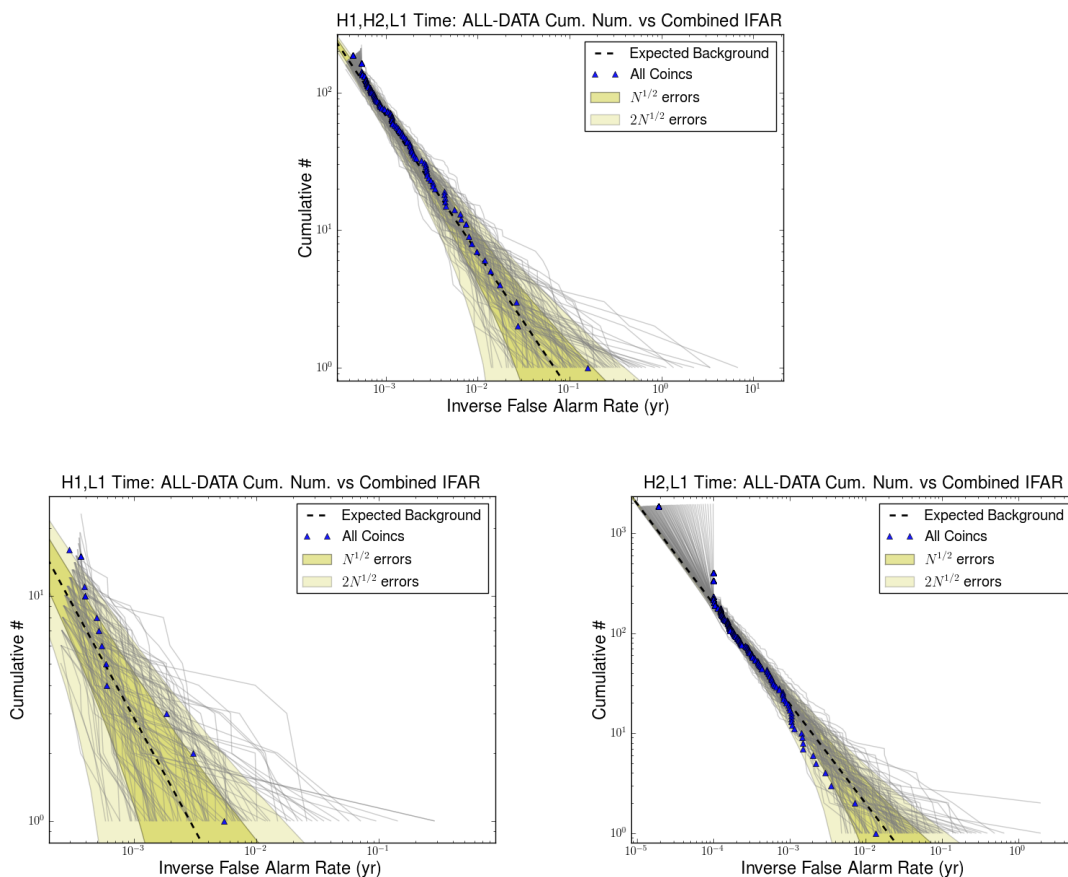 H1,H2,L1 Time: ALL-DATA Cum. Num. vs Combined IFAR
Expected Background
All Coincs
N^{1/2} errors
2N^{1/2} errors
Cumulative #
10^2
10^1
10^0
10^{-3} 10^{-2} 10^{-1} 10^0 10^1
Inverse False Alarm Rate (yr)
H1,L1 Time: ALL-DATA Cum. Num. vs Combined IFAR
Expected Background
All Coincs
N^{1/2} errors
2N^{1/2} errors
Cumulative #
10^1
10^0
10^{-3} 10^{-2} 10^{-1}
Inverse False Alarm Rate (yr)
H2,L1 Time: ALL-DATA Cum. Num. vs Combined IFAR
Expected Background
All Coincs
N^{1/2} errors
2N^{1/2} errors
Cumulative #
10^3
10^2
10^1
10^0
10^{-5} 10^{-4} 10^{-3} 10^{-2} 10^{-1} 10^0
Inverse False Alarm Rate (yr)